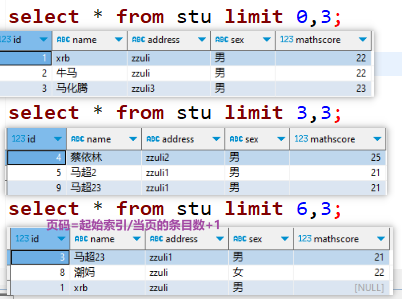 select * from stu limit 0,3;
123 id ABC name ABC address ABC sex 123 mathscore
1 xrb zzuli 男 22
2 牛马 zzuli 男 22
3 马化腾 zzuli3 男 23
select * from stu limit 3,3;
123 id ABC name ABC address ABC sex 123 mathscore
4 蔡依林 zzuli2 男 25
5 马超2 zzuli1 男 21
9 马超23 zzuli1 男 21
select * from stu limit 6,3;
页码=起始索引/当页的条目数+1
123 id ABC name ABC address ABC sex 123 mathscore
3 马超23 zzuli1 男 21
8 潮妈 zzuli 女 22
1 xrb zzuli 男 [NULL]